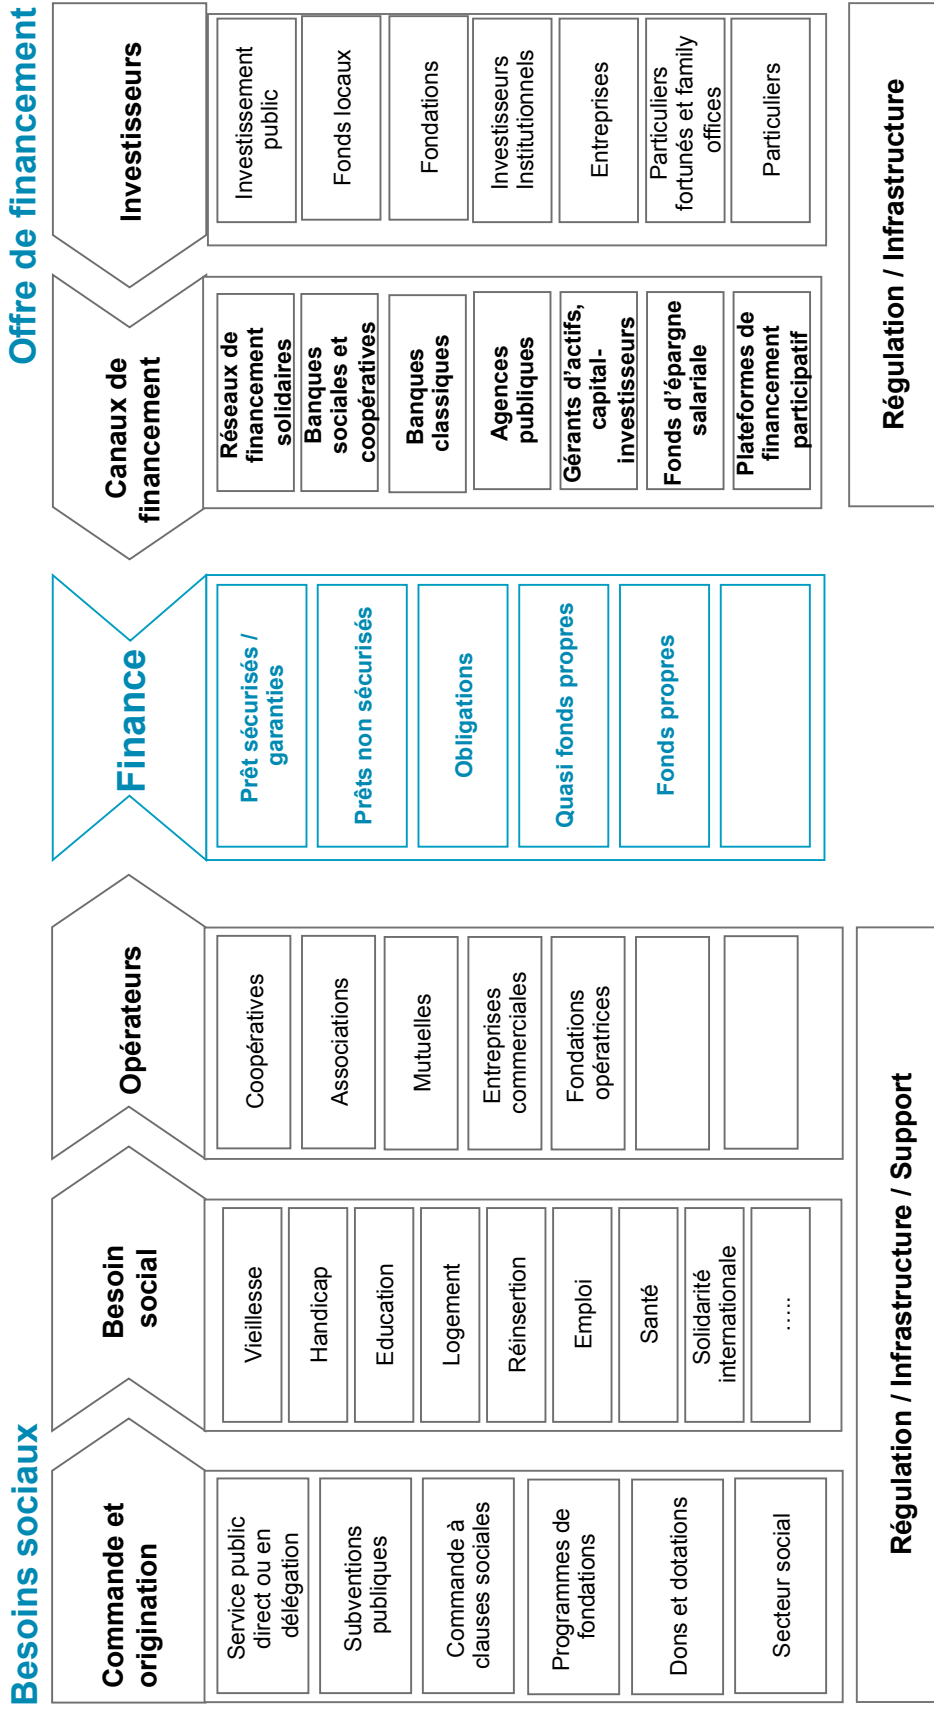 Besoins sociaux
Offre de financement
Commande et
origination
Service public
direct ou en
délégation
Subventions
publiques
Commande à
clauses sociales
Programmes de
fondations
Dons et dotations
Secteur social
Besoin
social
Vieillesse
Handicap
Education
Logement
Réinsertion
Emploi
Santé
Solidarité
internationale
.....
Opérateurs
Coopératives
Associations
Mutuelles
Entreprises
commerciales
Fondations
opératrices
Finance
Prêt sécurisés /
garanties
Prêts non sécurisés
Obligations
Quasi fonds propres
Fonds propres
Canaux de
financement
Réseaux de
financement
solidaires
Banques
sociales et
coopératives
Banques
classiques
Agences
publiques
Gérants d'actifs,
capital-
investisseurs
Fonds d'épargne
salariale
Plateformes de
financement
participatif
Investisseurs
Investissement
public
Fonds locaux
Fondations
Investisseurs
Institutionnels
Entreprises
Particuliers
fortunés et family
offices
Particuliers
Régulation / Infrastructure / Support
Régulation / Infrastructure